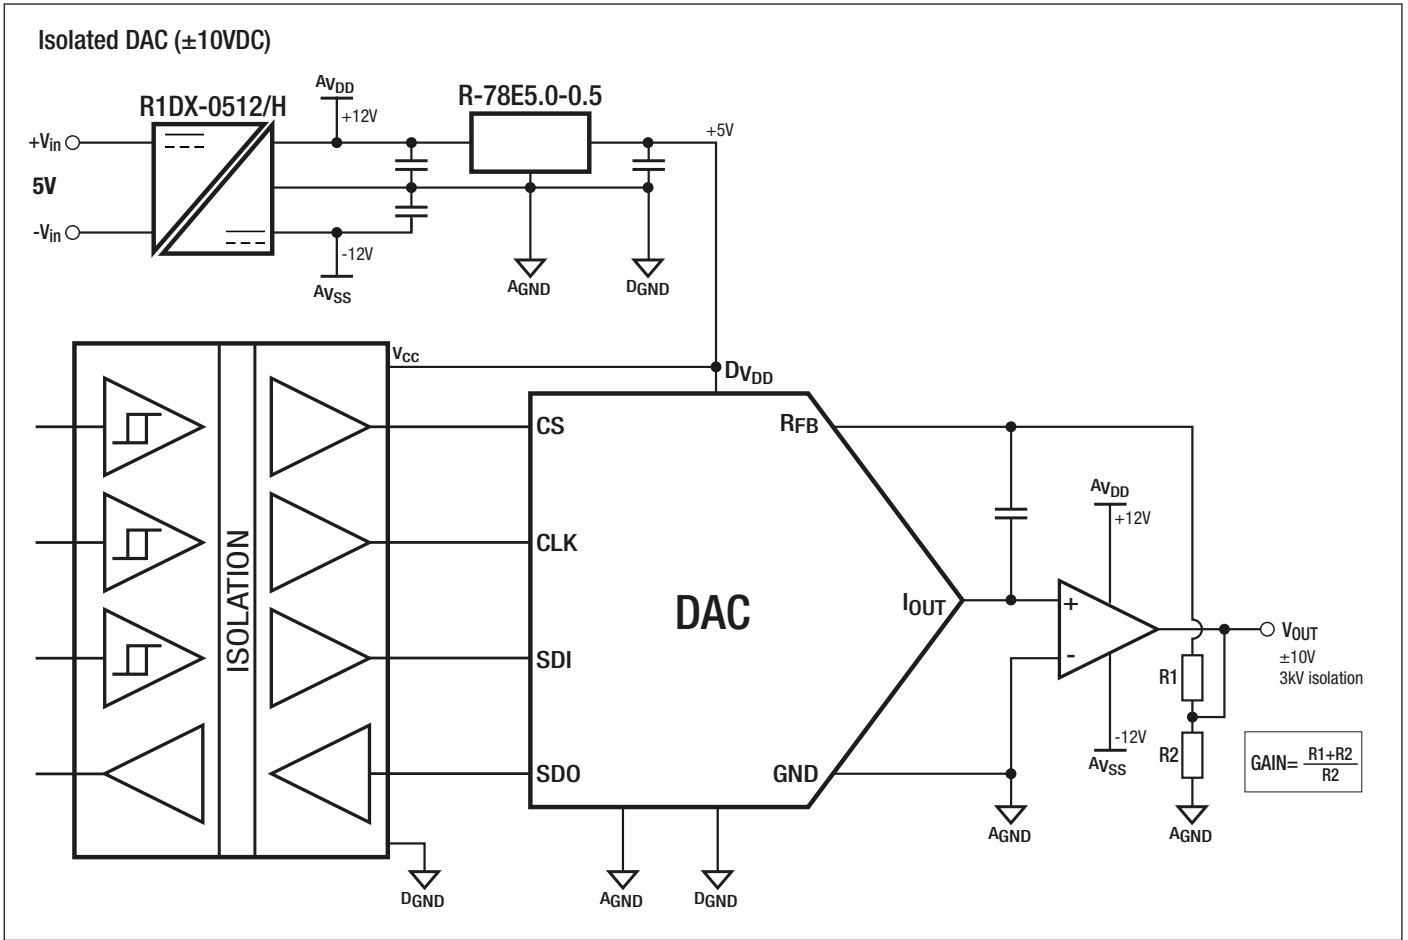 Isolated DAC (±10VDC)
R1DX-0512/H
AVDD
+12V
R-78E5.0-0.5
+5V
+Vin
5V
-Vin
-12V
AVSS
AGND
DGND
VCC
DVDD
ISOLATION
CS
CLK
SDI
SDO
DAC
RFB
IOUT
GND
AVDD
+12V
+
-
-12V
AVSS
R1
R2
VOUT
±10V
3kV isolation
GAIN= R1+R2
R2
AGND
AGND
DGND
AGND
DGND